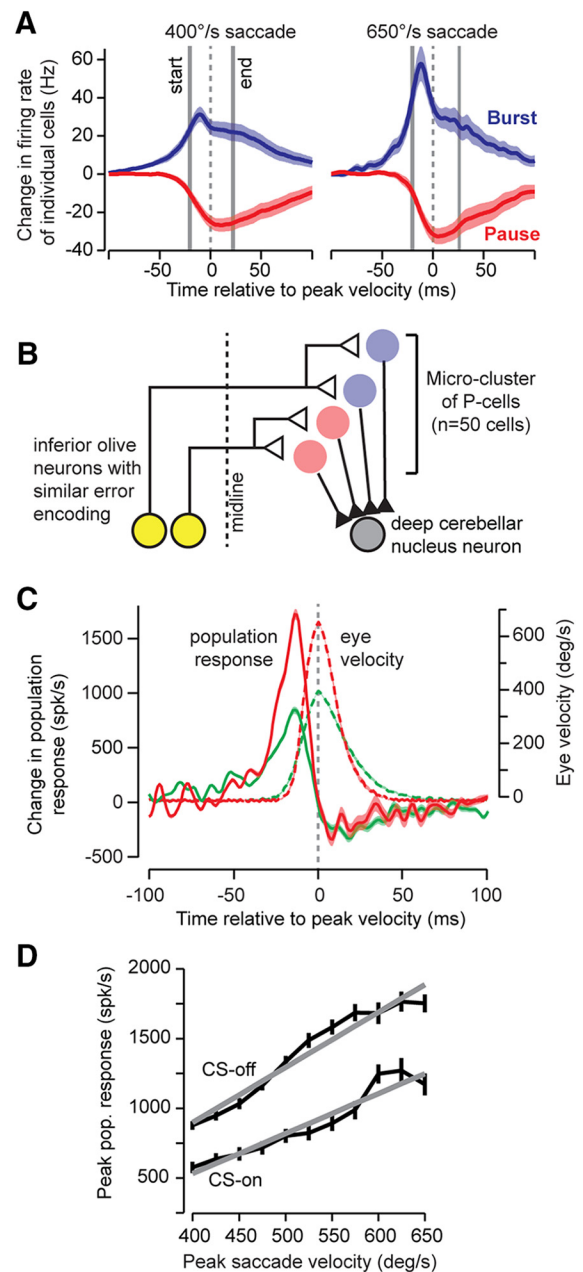 A
400°/s saccade
650°/s saccade
Change in firing rate
of individual cells (Hz)
60
40
20
0
-20
-40
start
end
Burst
Pause
-50
0
50
-50
0
50
Time relative to peak velocity (ms)
B
inferior olive
neurons with
similar error
encoding
midline
Micro-cluster
of P-cells
(n=50 cells)
deep cerebellar
nucleus neuron
C
Change in population
response (spk/s)
1500
1000
500
0
-500
population
response
eye
velocity
600
400
200
0
Eye velocity (deg/s)
-100
-50
0
50
100
Time relative to peak velocity (ms)
D
Peak pop. response (spk/s)
2000
1500
1000
500
CS-off
CS-on
400
450
500
550
600
650
Peak saccade velocity (deg/s)